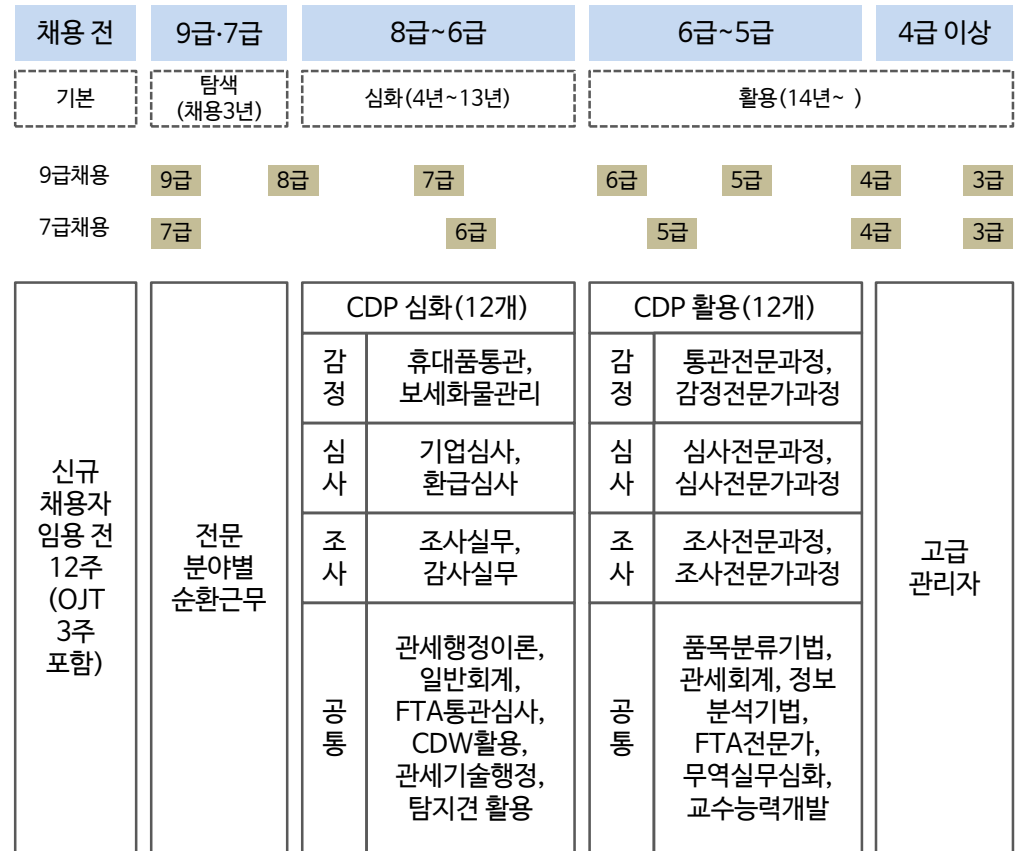 채용 전
9급·7급
8급~6급
6급~5급
4급 이상
기본
탐색
(채용3년)
심화(4년~13년)
활용(14년~ )
9급채용
9급
8급
7급
6급
5급
4급
3급
7급채용
7급
6급
5급
4급
3급
신규
채용자
임용 전
12주
(OJT
3주
포함)
전문
분야별
순환근무
CDP 심화(12개)
감
정
휴대품통관,
보세화물관리
심
사
기업심사,
환급심사
조
사
조사실무,
감사실무
공
통
관세행정이론,
일반회계,
FTA통관심사,
CDW활용,
관세기술행정,
탐지견 활용
CDP 활용(12개)
감
정
통관전문과정,
감정전문가과정
심
사
심사전문과정,
심사전문가과정
조
사
조사전문과정,
조사전문가과정
공
통
품목분류기법,
관세회계, 정보
분석기법,
FTA전문가,
무역실무심화,
교수능력개발
고급
관리자